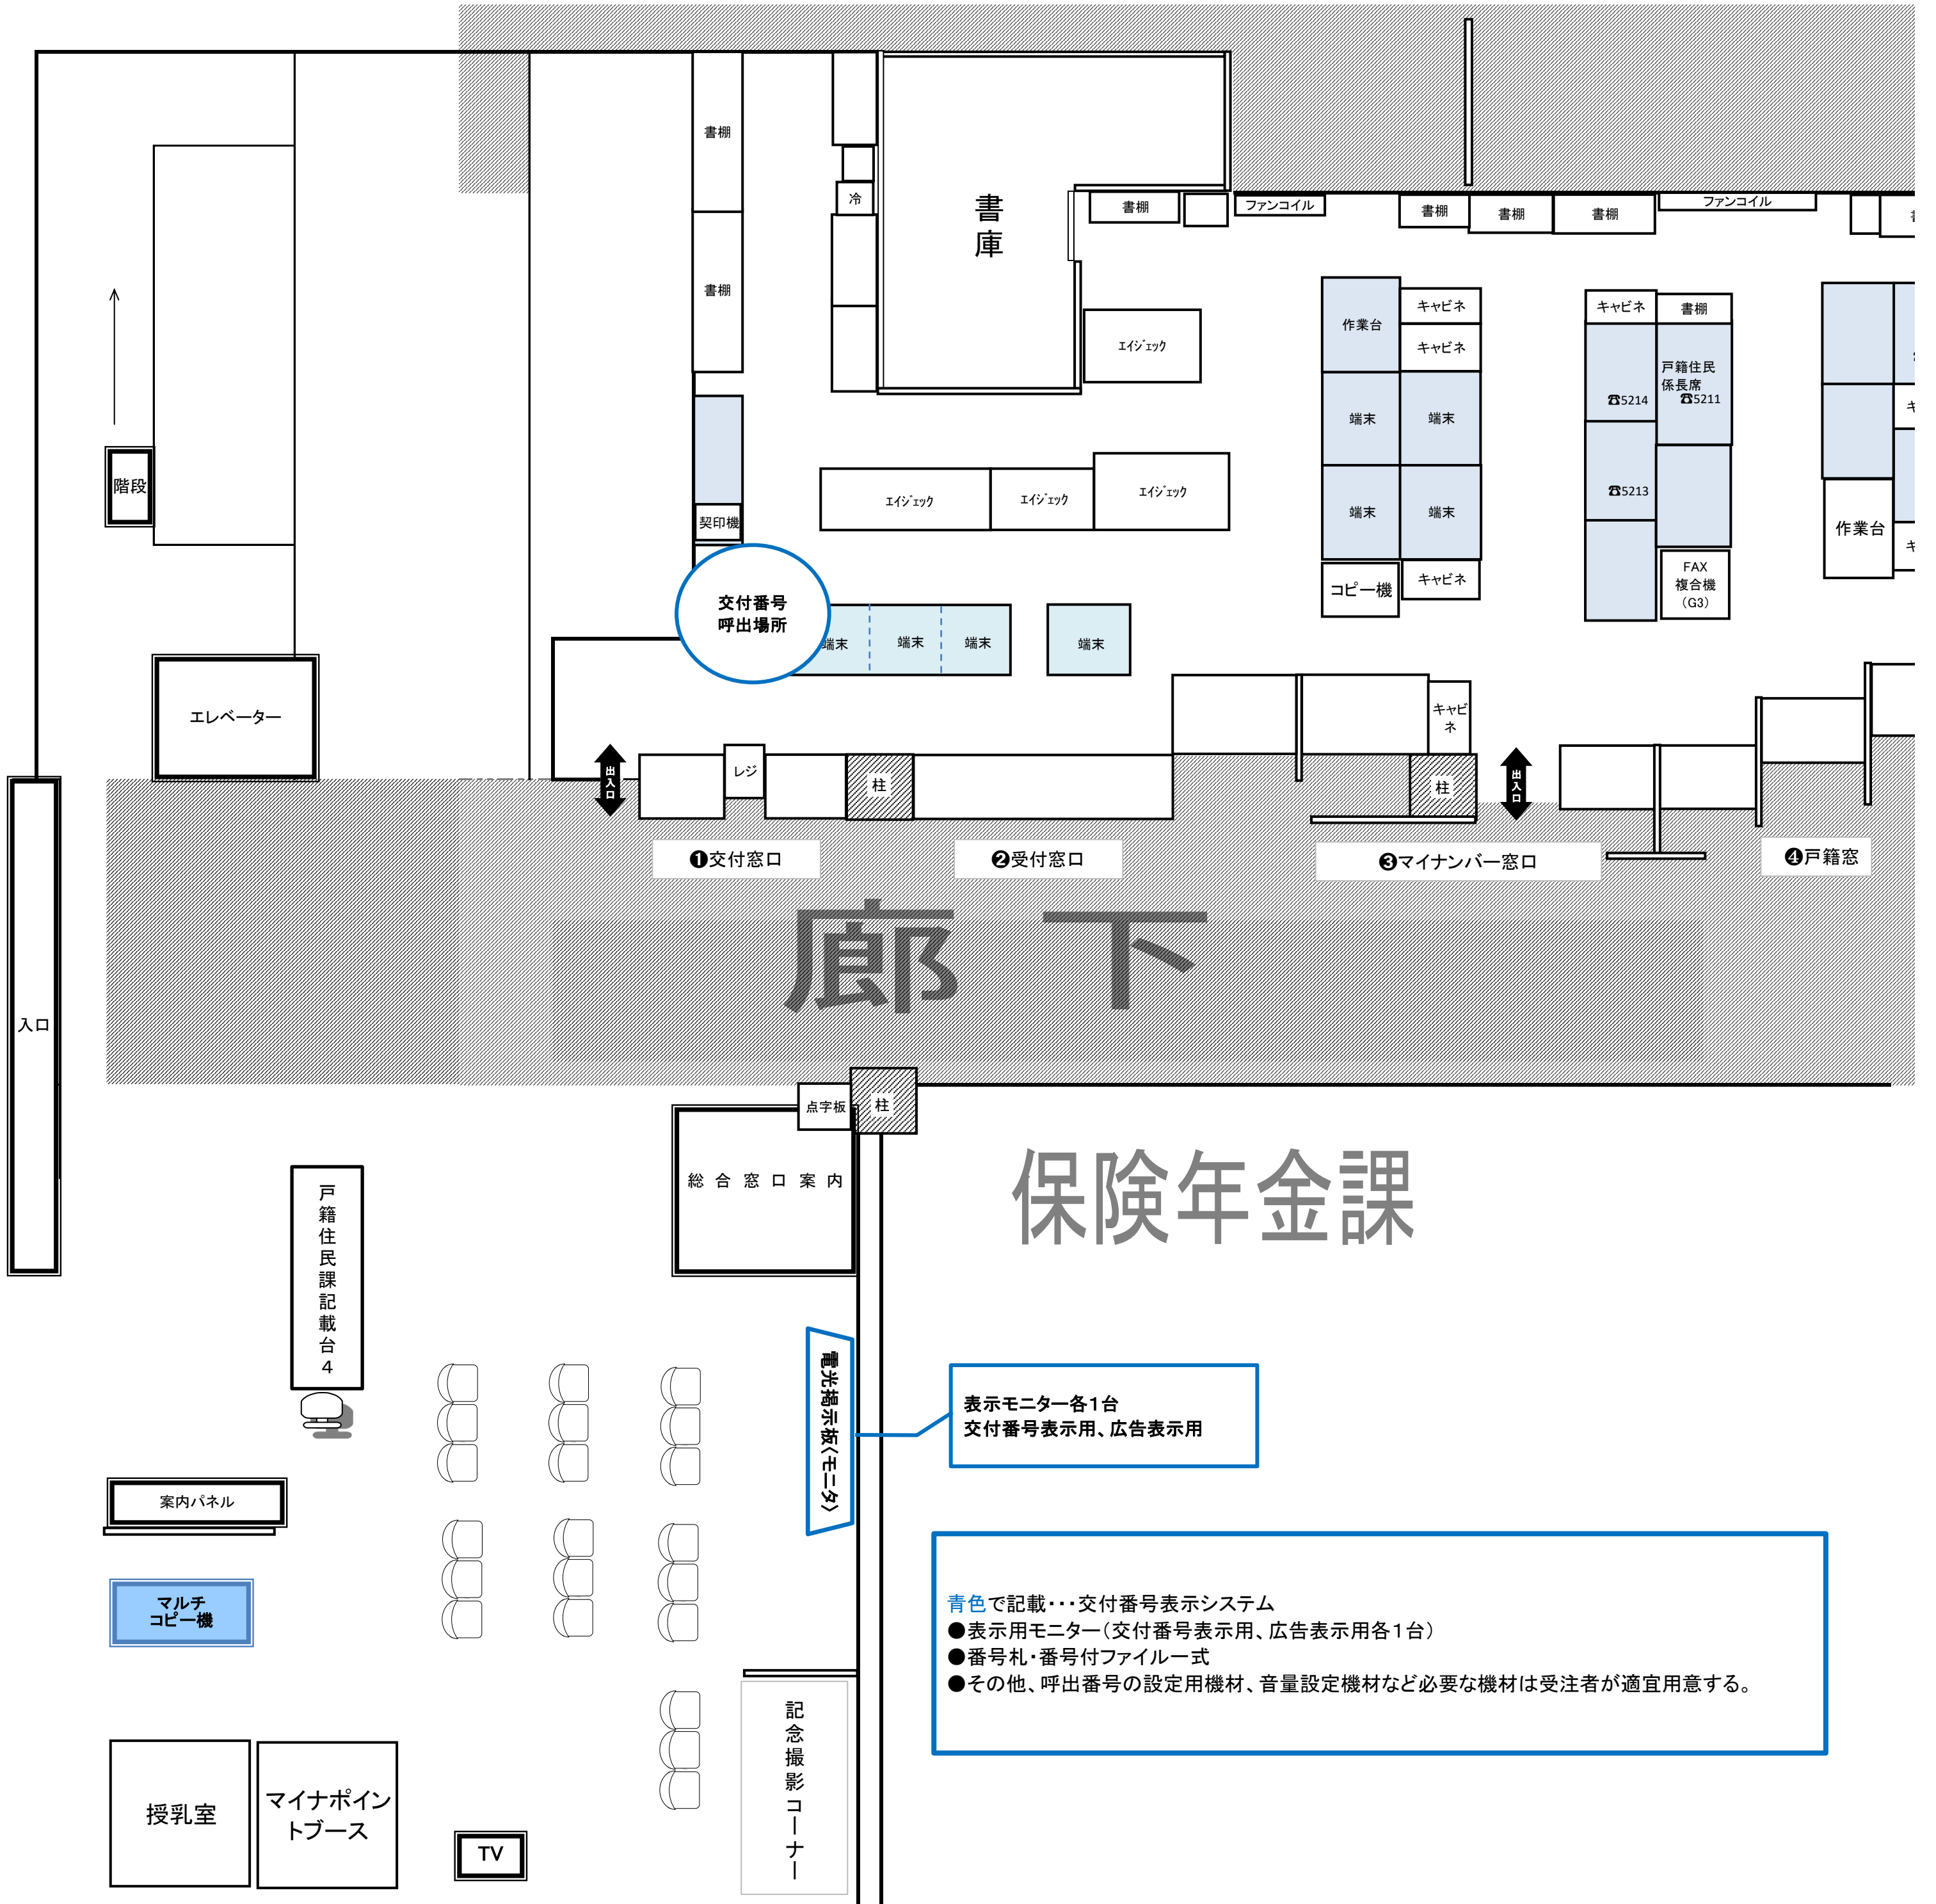 書棚
書棚
冷
書庫
書棚
ファンコイル
書棚
書棚
書棚
ファンコイル
エイジェック
作業台
キャビネ
キャビネ
端末
端末
端末
端末
コピー機
キャビネ
キャビネ
書棚
戸籍住民
係長席
☎5211
☎5214
☎5213
FAX
複合機
(G3)
作業台
階段
契印機
エイジェック
エイジェック
エイジェック
交付番号
呼出場所
端末
端末
端末
端末
エレベーター
出入口
レジ
柱
キャビ
ネ
柱
出入口
❶交付窓口
❷受付窓口
❸マイナンバー窓口
❹戸籍窓
廊下
入口
点字板
柱
総合窓口案内
保険年金課
戸籍住民課記載台4
電光掲示板〈モニタ〉
表示モニター各1台
交付番号表示用、広告表示用
案内パネル
マルチ
コピー機
青色で記載・・・交付番号表示システム
●表示用モニター(交付番号表示用、広告表示用各1台)
●番号札・番号付ファイル一式
●その他、呼出番号の設定用機材、音量設定機材など必要な機材は受注者が適宜用意する。
記念撮影コーナー
授乳室
マイナポイン
トブース
TV